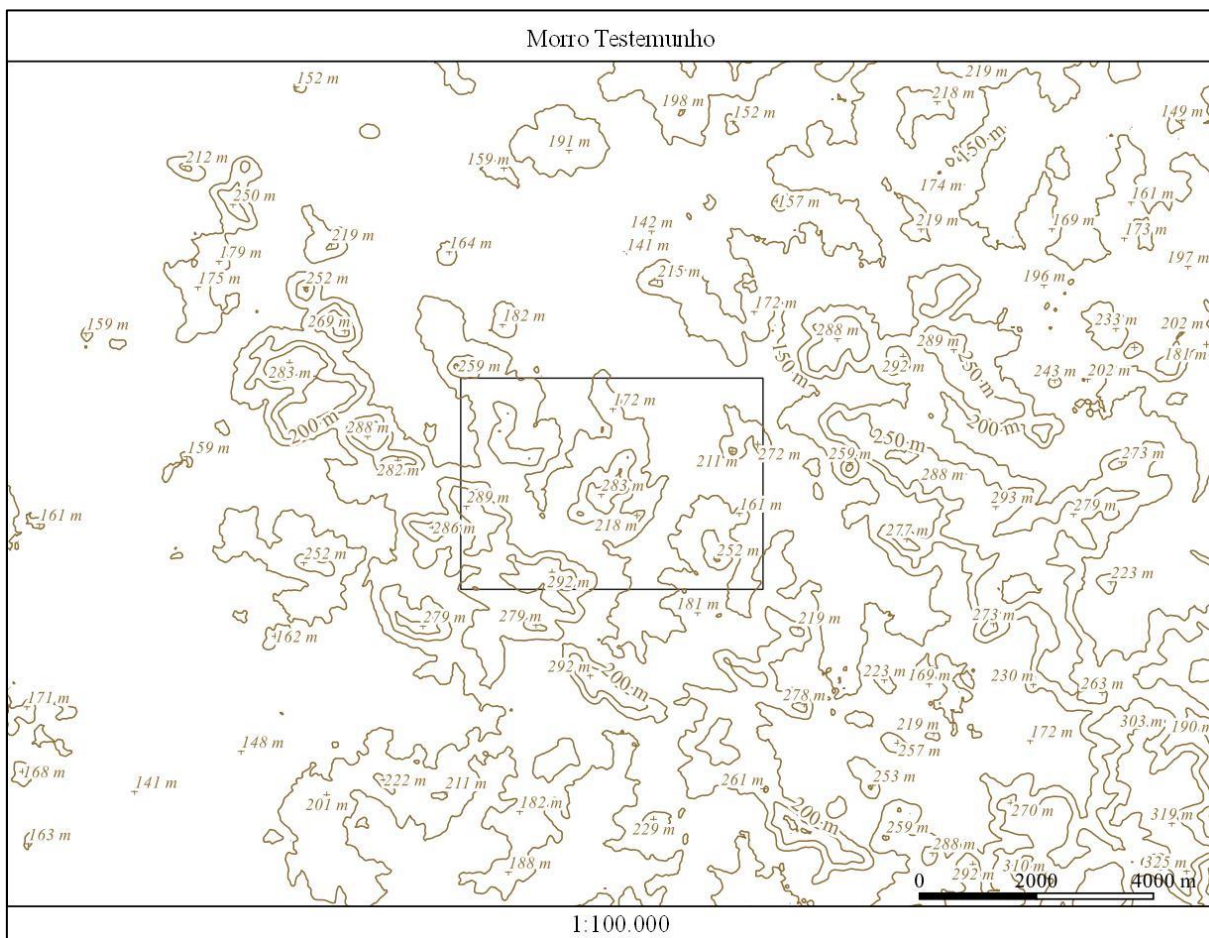 Morro Testemunho
219 m
152 m
218 m
198 m
152 m
149 m
191 m
150 m
212 m
159 m
174 m
250 m
157 m
161 m
142 m
219 m
169 m
219 m
173 m
179 m
164 m
141 m
197 m
252 m
215 m
175 m
196 m
172 m
159 m
269 m
182 m
288 m
233 m
202 m
289 m
150 m
292 m
181 m
283 m
259 m
250 m
243 m
202 m
172 m
200 m
200 m
288 m
250 m
159 m
282 m
211 m
272 m
259 m
273 m
288 m
283 m
289 m
293 m
279 m
161 m
286 m
218 m
161 m
277 m
252 m
252 m
292 m
223 m
181 m
279 m
279 m
219 m
273 m
162 m
292 m
200 m
223 m
169 m
230 m
263 m
171 m
278 m
303 m
190 m
219 m
148 m
257 m
172 m
168 m
141 m
222 m
211 m
261 m
253 m
201 m
182 m
200 m
270 m
319 m
229 m
163 m
259 m
288 m
188 m
292 m
310 m
325 m
0 2000 4000 m
1:100.000